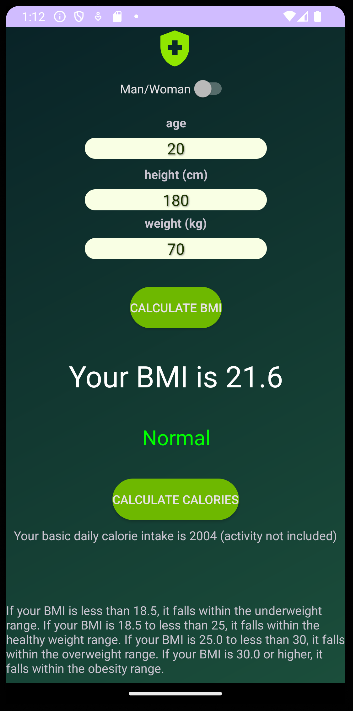 1:12
Man/Woman
age
20
height (cm)
180
weight (kg)
70
CALCULATE BMI
Your BMI is 21.6
Normal
CALCULATE CALORIES
Your basic daily calorie intake is 2004 (activity not included)
If your BMI is less than 18.5, it falls within the underweight
range. If your BMI is 18.5 to less than 25, it falls within the
healthy weight range. If your BMI is 25.0 to less than 30, it falls
within the overweight range. If your BMI is 30.0 or higher, it
falls within the obesity range.